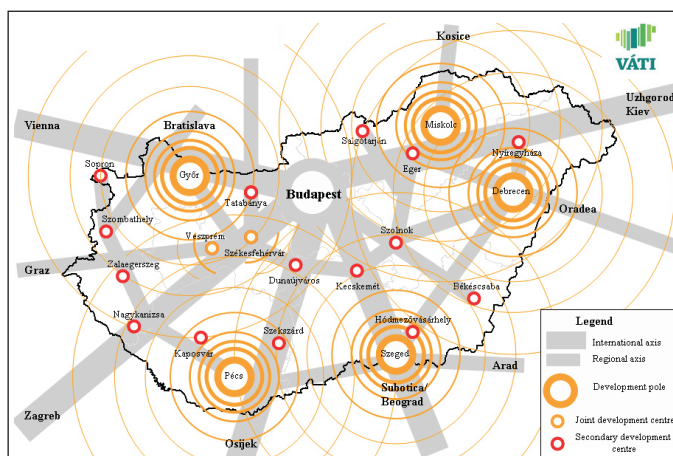 Kosice
VÁTI
Uzhgorod
Kiev
Vienna
Bratislava
Miskolc
Salgótarján
Nyíregyháza
Sopron
Győr
Eger
Debrecen
Tatabánya
Budapest
Oradea
Szombathely
Veszprém
Székesfehérvár
Szolnok
Graz
Zalaegerszeg
Dunaújváros
Kecskemét
Békéscsaba
Nagykanizsa
Kaposvár
Szekszárd
Hódmezővásárhely
Szeged
Pécs
Arad
Subotica/
Beograd
Zagreb
Osijek
Legend
International axis
Regional axis
Development pole
Joint development centre
Secondary development
centre